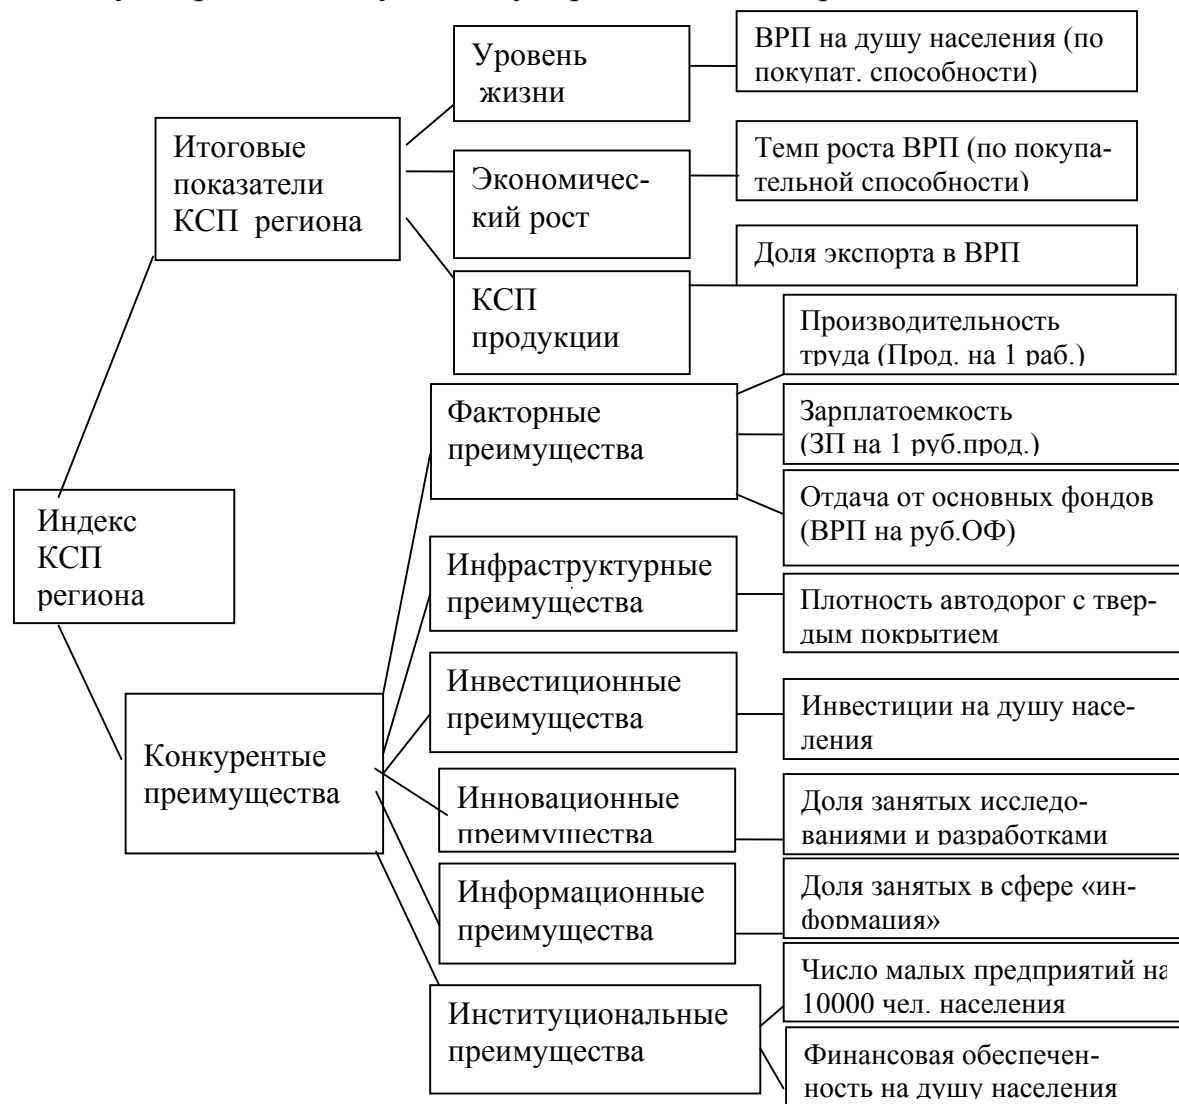 Уровень
жизни
ВРП на душу населения (по
покупат. способности)
Итоговые
показатели
КСП региона
Экономичес-
кий рост
Темп роста ВРП (по покупа-
тельной способности)
КСП
продукции
Доля экспорта в ВРП
Индекс
КСП
региона
Конкурентые
преимущества
Факторные
преимущества
Производительность
труда (Прод. на 1 раб.)
Зарплатоемкость
(ЗП на 1 руб.прод.)
Отдача от основных фондов
(ВРП на руб.ОФ)
Инфраструктурные
преимущества
Плотность автодорог с твер-
дым покрытием
Инвестиционные
преимущества
Инвестиции на душу насе-
ления
Инновационные
преимущества
Доля занятых исследо-
ваниями и разработками
Информационные
преимущества
Доля занятых в сфере «ин-
формация»
Институциональные
преимущества
Число малых предприятий на
10000 чел. населения
Финансовая обеспечен-
ность на душу населения